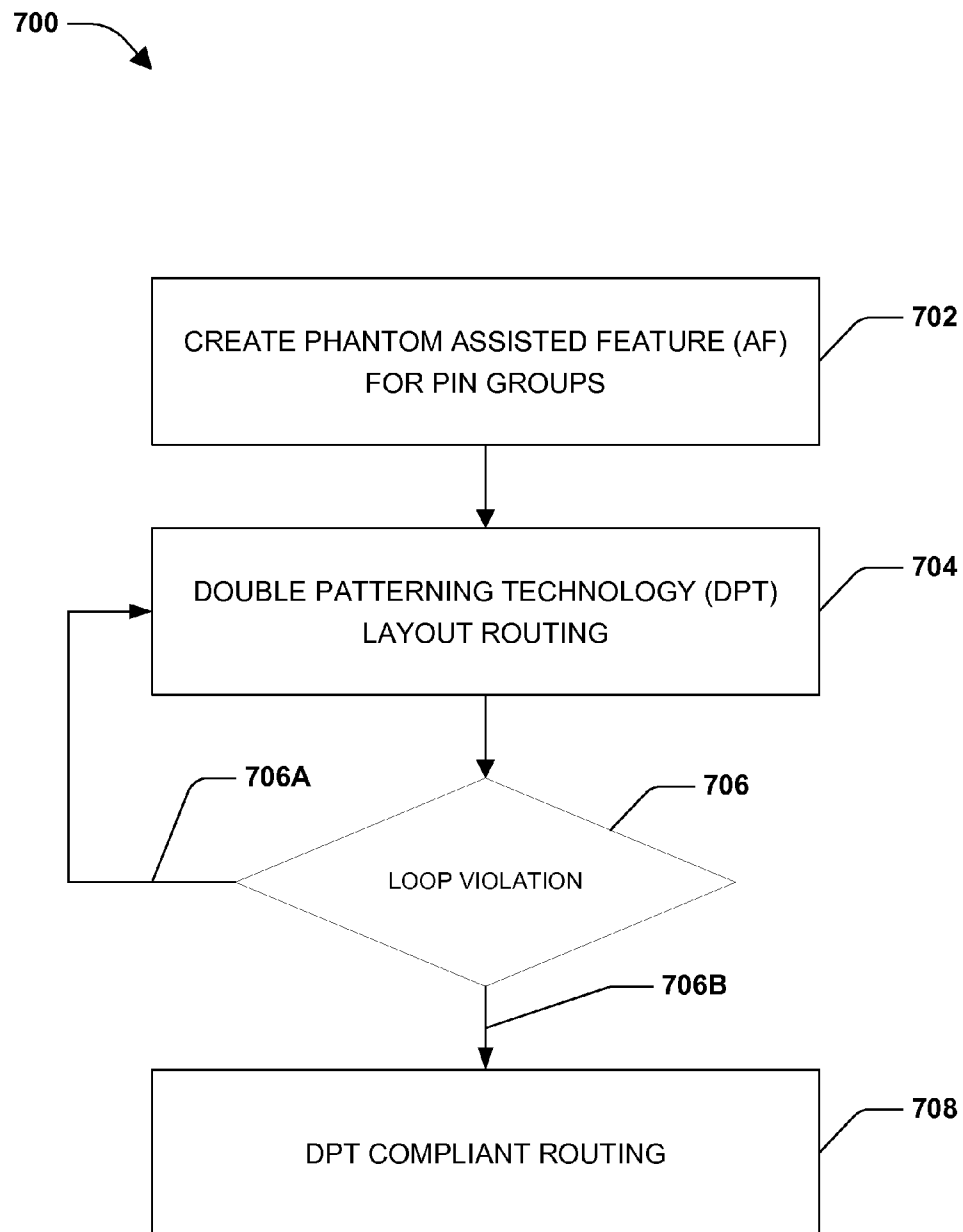 700
CREATE PHANTOM ASSISTED FEATURE (AF)
FOR PIN GROUPS
702
DOUBLE PATTERNING TECHNOLOGY (DPT)
LAYOUT ROUTING
704
706A
706
LOOP VIOLATION
706B
DPT COMPLIANT ROUTING
708